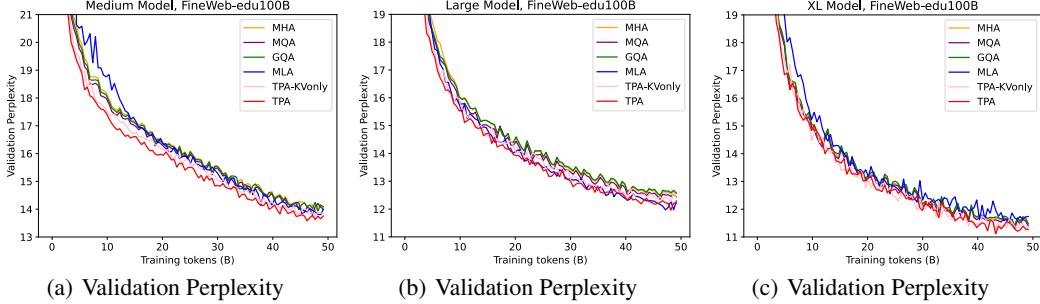 Medium Model, FineWeb-edu100B
21
20
19
18
17
16
15
14
13
Validation Perplexity
MHA
MQA
GQA
MLA
TPA-KVonly
TPA
0 10 20 30 40 50
Training tokens (B)
(a) Validation Perplexity
Large Model, FineWeb-edu100B
19
18
17
16
15
14
13
12
11
Validation Perplexity
MHA
MQA
GQA
MLA
TPA-KVonly
TPA
0 10 20 30 40 50
Training tokens (B)
(b) Validation Perplexity
XL Model, FineWeb-edu100B
19
18
17
16
15
14
13
12
11
Validation Perplexity
MHA
MQA
GQA
MLA
TPA-KVonly
TPA
0 10 20 30 40 50
Training tokens (B)
(c) Validation Perplexity